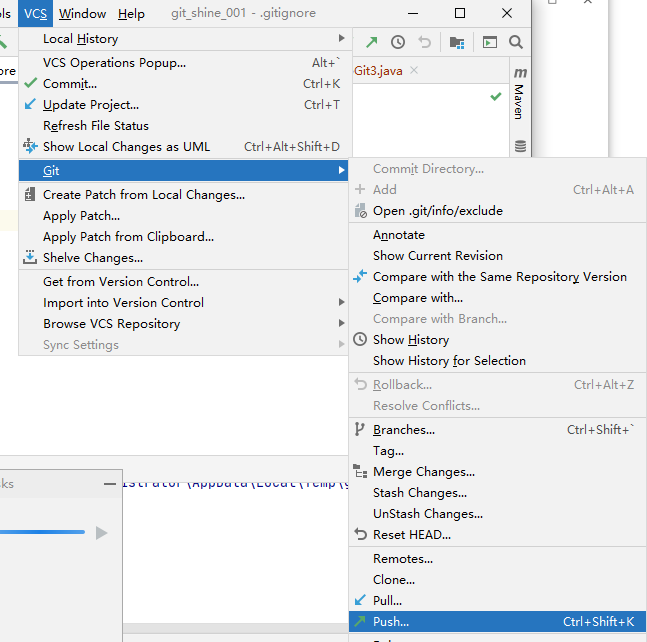 VCS Window Help git_shine_001 - .gitignore
Local History
Git3.java
VCS Operations Popup... Alt+`
Commit... Ctrl+K
Update Project... Ctrl+T
Refresh File Status
Show Local Changes as UML Ctrl+Alt+Shift+D
Git
Create Patch from Local Changes...
Apply Patch...
Apply Patch from Clipboard...
Shelve Changes...
Get from Version Control...
Import into Version Control
Browse VCS Repository
Sync Settings
m Maven
Commit Directory...
Add Ctrl+Alt+A
Open .git/info/exclude
Annotate
Show Current Revision
Compare with the Same Repository Version
Compare with...
Compare with Branch...
Show History
Show History for Selection
Rollback... Ctrl+Alt+Z
Resolve Conflicts...
Branches... Ctrl+Shift+`
Tag...
Merge Changes...
Stash Changes...
UnStash Changes...
Reset HEAD...
Remotes...
Clone...
Pull...
Push... Ctrl+Shift+K
istrator\AppData\Local\Temp\